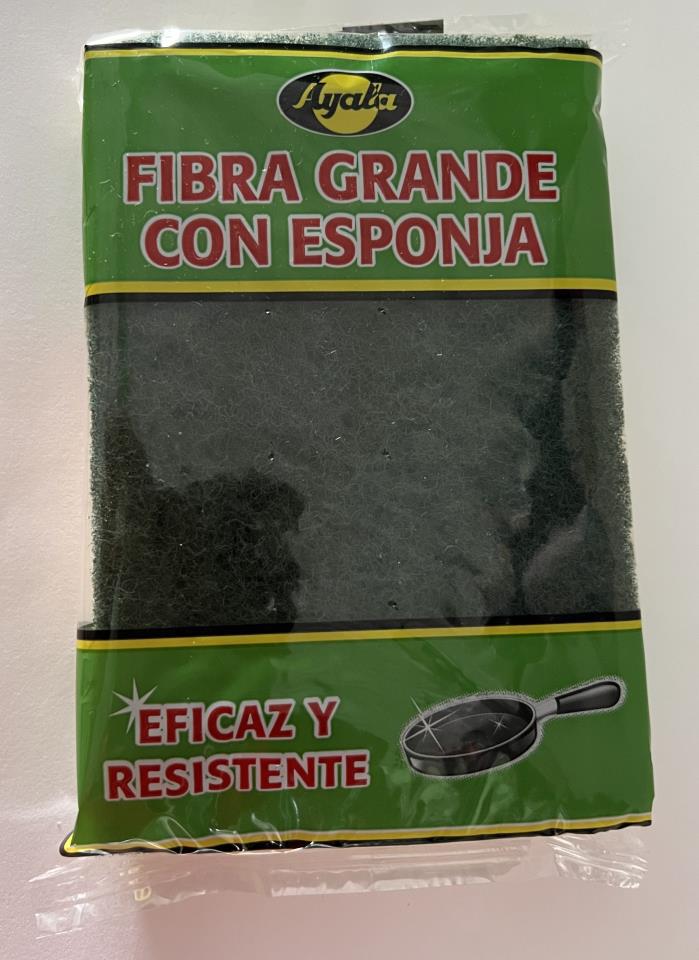 Ayala
FIBRA GRANDE
CON ESPONJA
EFICAZ Y
RESISTENTE